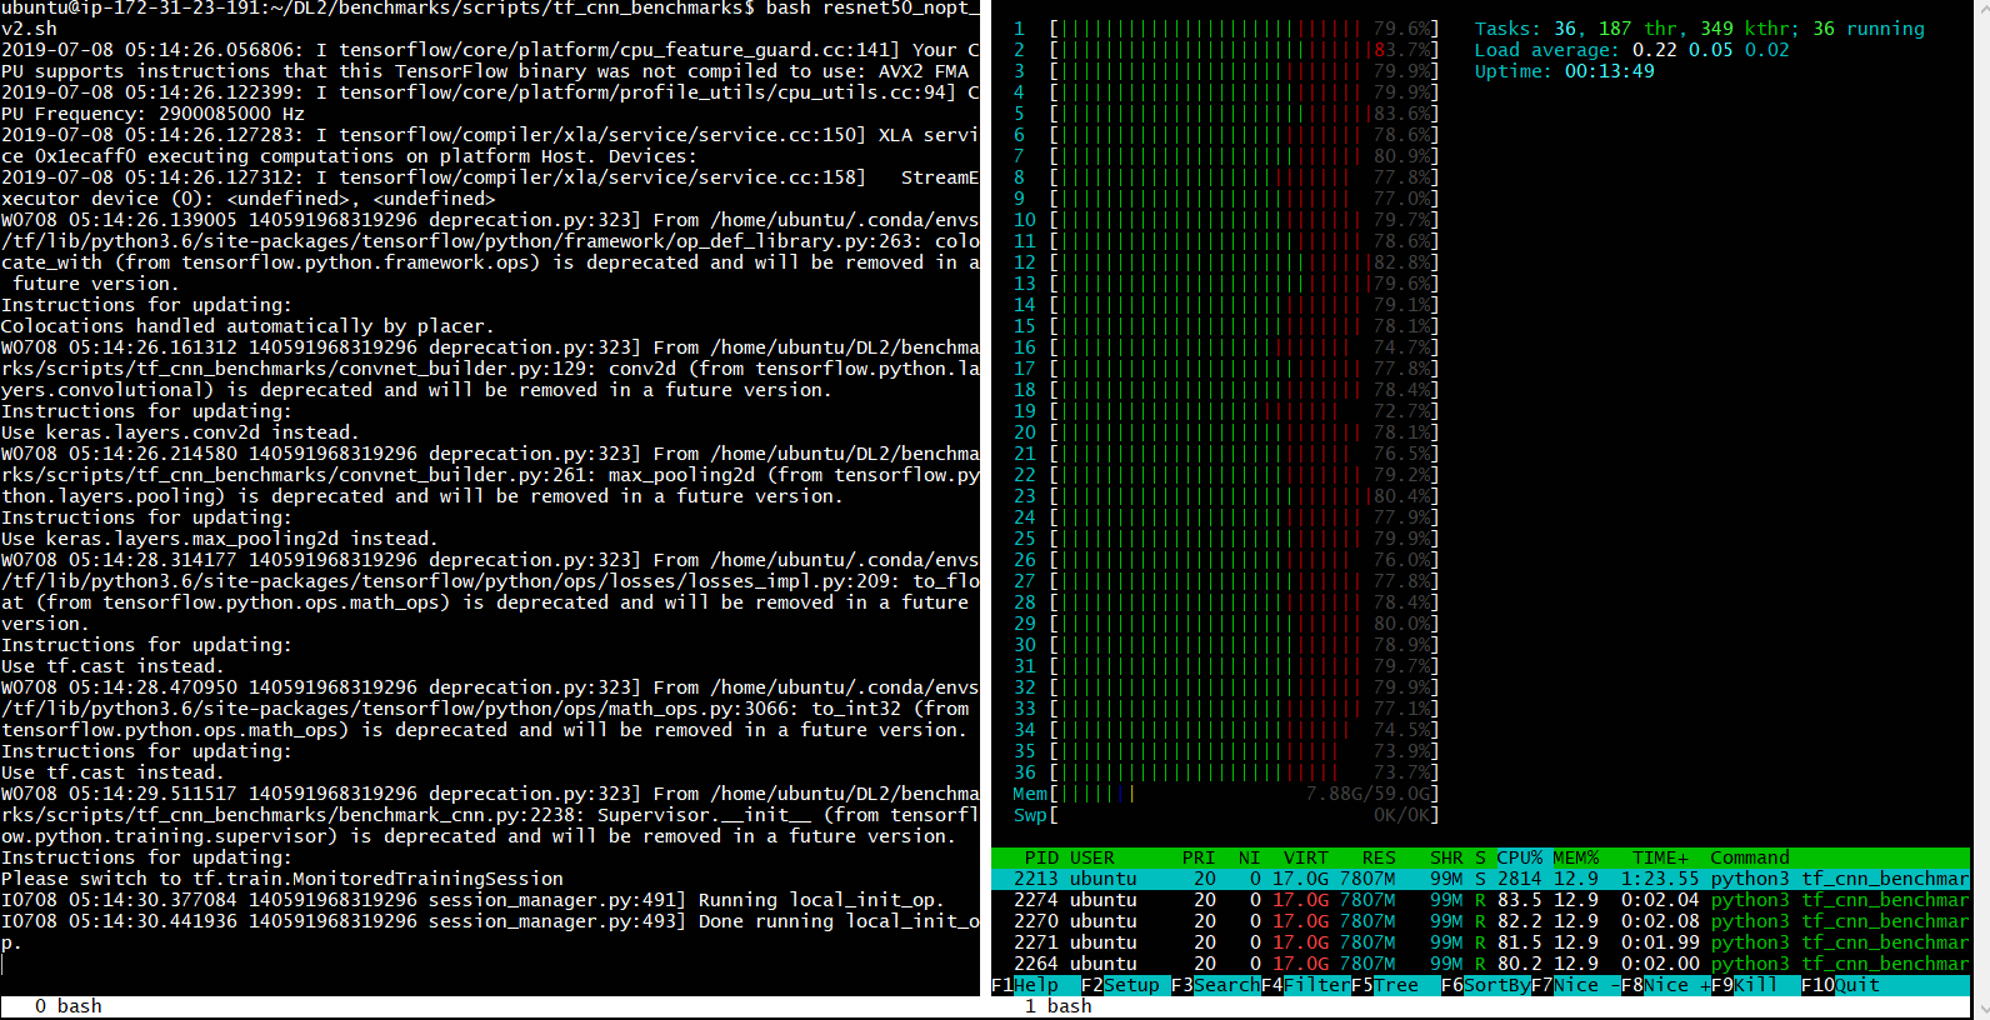 ubuntu@ip-172-31-23-191:~/DL2/benchmarks/scripts/tf_cnn_benchmarks$ bash resnet50_nopt_
v2.sh
2019-07-08 05:14:26.056806: I tensorflow/core/platform/cpu_feature_guard.cc:141] Your C
PU supports instructions that this TensorFlow binary was not compiled to use: AVX2 FMA
2019-07-08 05:14:26.122399: I tensorflow/core/platform/profile_utils/cpu_utils.cc:94] C
PU Frequency: 2900085000 Hz
2019-07-08 05:14:26.127283: I tensorflow/compiler/xla/service/service.cc:150] XLA servi
ce 0x1ecaff0 executing computations on platform Host. Devices:
2019-07-08 05:14:26.127312: I tensorflow/compiler/xla/service/service.cc:158]   StreamE
xecutor device (0): <undefined>, <undefined>
W0708 05:14:26.139005 140591968319296 deprecation.py:323] From /home/ubuntu/.conda/envs
/tf/lib/python3.6/site-packages/tensorflow/python/framework/op_def_library.py:263: colo
cate_with (from tensorflow.python.framework.ops) is deprecated and will be removed in a
 future version.
Instructions for updating:
Colocations handled automatically by placer.
W0708 05:14:26.161312 140591968319296 deprecation.py:323] From /home/ubuntu/DL2/benchma
rks/scripts/tf_cnn_benchmarks/convnet_builder.py:129: conv2d (from tensorflow.python.la
yers.convolutional) is deprecated and will be removed in a future version.
Instructions for updating:
Use keras.layers.conv2d instead.
W0708 05:14:26.214580 140591968319296 deprecation.py:323] From /home/ubuntu/DL2/benchma
rks/scripts/tf_cnn_benchmarks/convnet_builder.py:261: max_pooling2d (from tensorflow.py
thon.layers.pooling) is deprecated and will be removed in a future version.
Instructions for updating:
Use keras.layers.max_pooling2d instead.
W0708 05:14:28.314177 140591968319296 deprecation.py:323] From /home/ubuntu/.conda/envs
/tf/lib/python3.6/site-packages/tensorflow/python/ops/losses/losses_impl.py:209: to_flo
at (from tensorflow.python.ops.math_ops) is deprecated and will be removed in a future
version.
Instructions for updating:
Use tf.cast instead.
W0708 05:14:28.470950 140591968319296 deprecation.py:323] From /home/ubuntu/.conda/envs
/tf/lib/python3.6/site-packages/tensorflow/python/ops/math_ops.py:3066: to_int32 (from
tensorflow.python.ops.math_ops) is deprecated and will be removed in a future version.
Instructions for updating:
Use tf.cast instead.
W0708 05:14:29.511517 140591968319296 deprecation.py:323] From /home/ubuntu/DL2/benchma
rks/scripts/tf_cnn_benchmarks/benchmark_cnn.py:2238: Supervisor.__init__ (from tensorfl
ow.python.training.supervisor) is deprecated and will be removed in a future version.
Instructions for updating:
Please switch to tf.train.MonitoredTrainingSession
I0708 05:14:30.377084 140591968319296 session_manager.py:491] Running local_init_op.
I0708 05:14:30.441936 140591968319296 session_manager.py:493] Done running local_init_o
p.
0 bash
1 [79.6%]
2 [83.7%]
3 [79.9%]
4 [79.9%]
5 [83.6%]
6 [78.6%]
7 [80.9%]
8 [77.8%]
9 [77.0%]
10 [79.7%]
11 [78.6%]
12 [82.8%]
13 [79.6%]
14 [79.1%]
15 [78.1%]
16 [74.7%]
17 [77.8%]
18 [78.4%]
19 [72.7%]
20 [78.1%]
21 [76.5%]
22 [79.2%]
23 [80.4%]
24 [77.9%]
25 [79.9%]
26 [76.0%]
27 [77.8%]
28 [78.4%]
29 [80.0%]
30 [78.9%]
31 [79.7%]
32 [79.9%]
33 [77.1%]
34 [74.5%]
35 [73.9%]
36 [73.7%]
Mem[7.88G/59.0G]
Swp[0K/0K]
Tasks: 36, 187 thr, 349 kthr; 36 running
Load average: 0.22 0.05 0.02
Uptime: 00:13:49
PID USER PRI NI VIRT RES SHR S CPU% MEM% TIME+ Command
2213 ubuntu 20 0 17.0G 7807M 99M S 2814 12.9 1:23.55 python3 tf_cnn_benchmar
2274 ubuntu 20 0 17.0G 7807M 99M R 83.5 12.9 0:02.04 python3 tf_cnn_benchmar
2270 ubuntu 20 0 17.0G 7807M 99M R 82.2 12.9 0:02.08 python3 tf_cnn_benchmar
2271 ubuntu 20 0 17.0G 7807M 99M R 81.5 12.9 0:01.99 python3 tf_cnn_benchmar
2264 ubuntu 20 0 17.0G 7807M 99M R 80.2 12.9 0:02.00 python3 tf_cnn_benchmar
F1Help F2Setup F3SearchF4FilterF5Tree F6SortByF7Nice -F8Nice +F9Kill F10Quit
1 bash